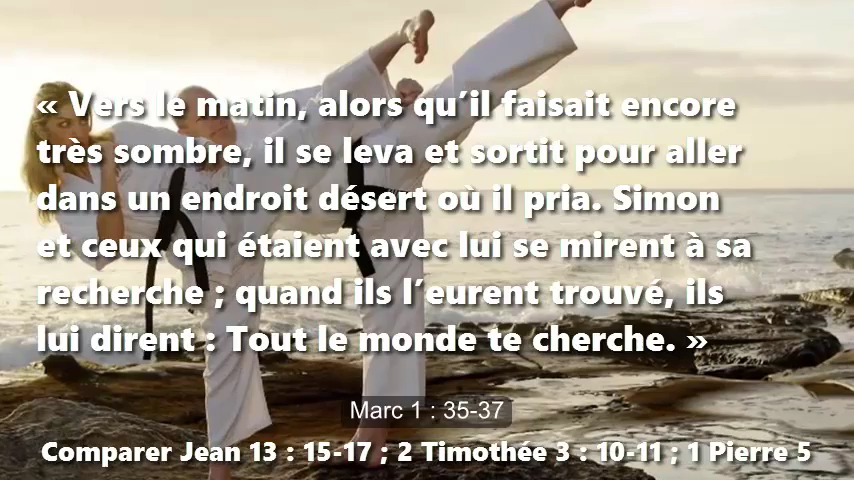 « Vers le matin, alors qu’il faisait encore
très sombre, il se leva et sortit pour aller
dans un endroit désert où il pria. Simon
et ceux qui étaient avec lui se mirent à sa
recherche ; quand ils l’eurent trouvé, ils
lui dirent : Tout le monde te cherche. »
Marc 1 : 35-37
Comparer Jean 13 : 15-17 ; 2 Timothée 3 : 10-11 ; 1 Pierre 5